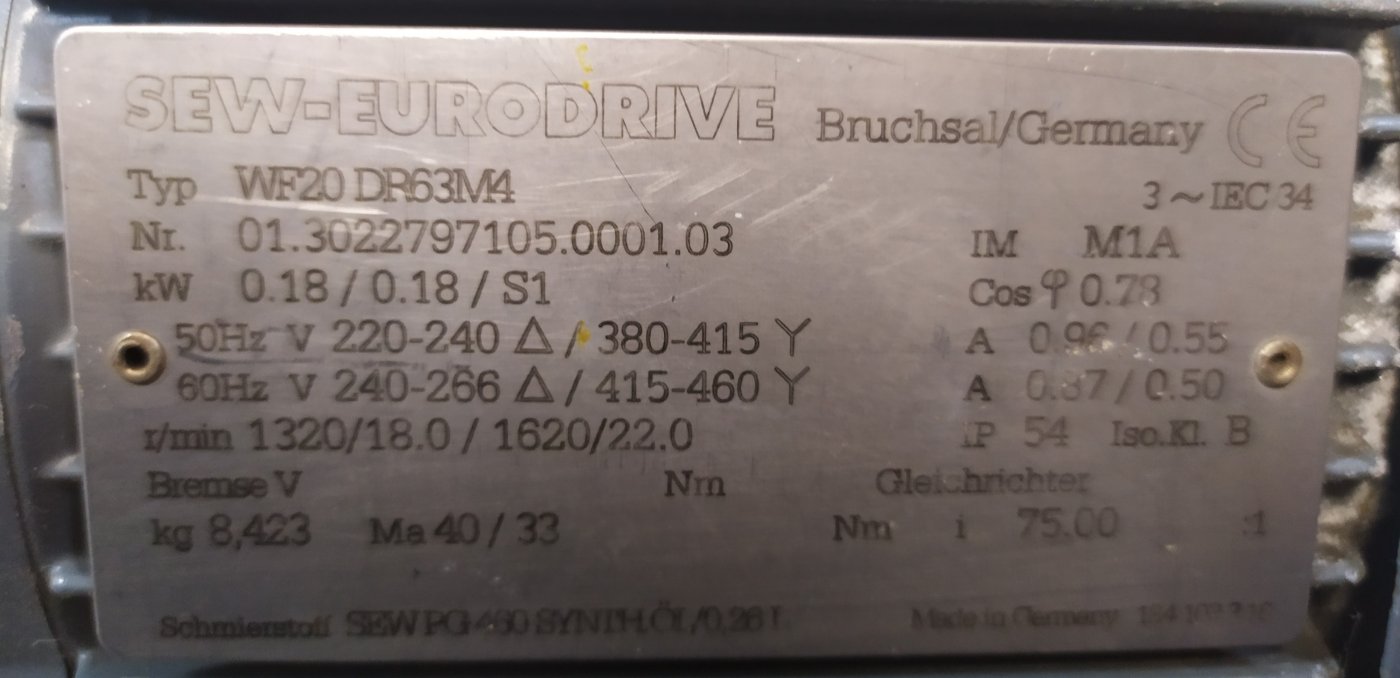 SEW-EURODRIVE Bruchsal/Germany CE
Typ WF20 DR63M4 3 ~ IEC 34
Nr. 01.3022797105.0001.03 IM M1A
kW 0.18 / 0.18 / S1 Cos φ 0.78
50Hz V 220-240 △ / 380-415 Y A 0.96 / 0.55
60Hz V 240-266 △ / 415-460 Y A 0.87 / 0.50
r/min 1320/18.0 / 1620/22.0 IP 54 Iso.Kl. B
Bremse V Nm Gleichrichter
kg 8,423 Ma 40 / 33 Nm i 75.00 :1
Schmierstoff SEW PG 460 SYNTH.ÖL/0,26 l Made in Germany